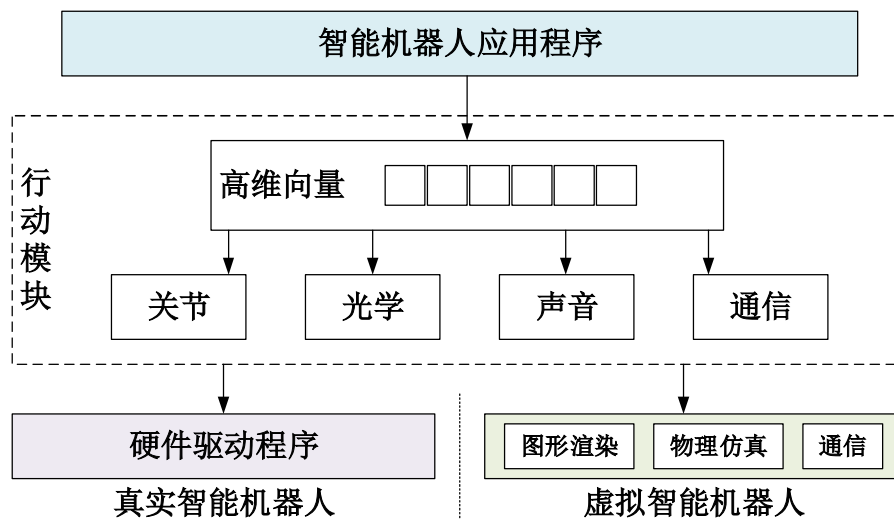 智能机器人应用程序
行动模块
高维向量
关节
光学
声音
通信
硬件驱动程序
图形渲染
物理仿真
通信
真实智能机器人
虚拟智能机器人